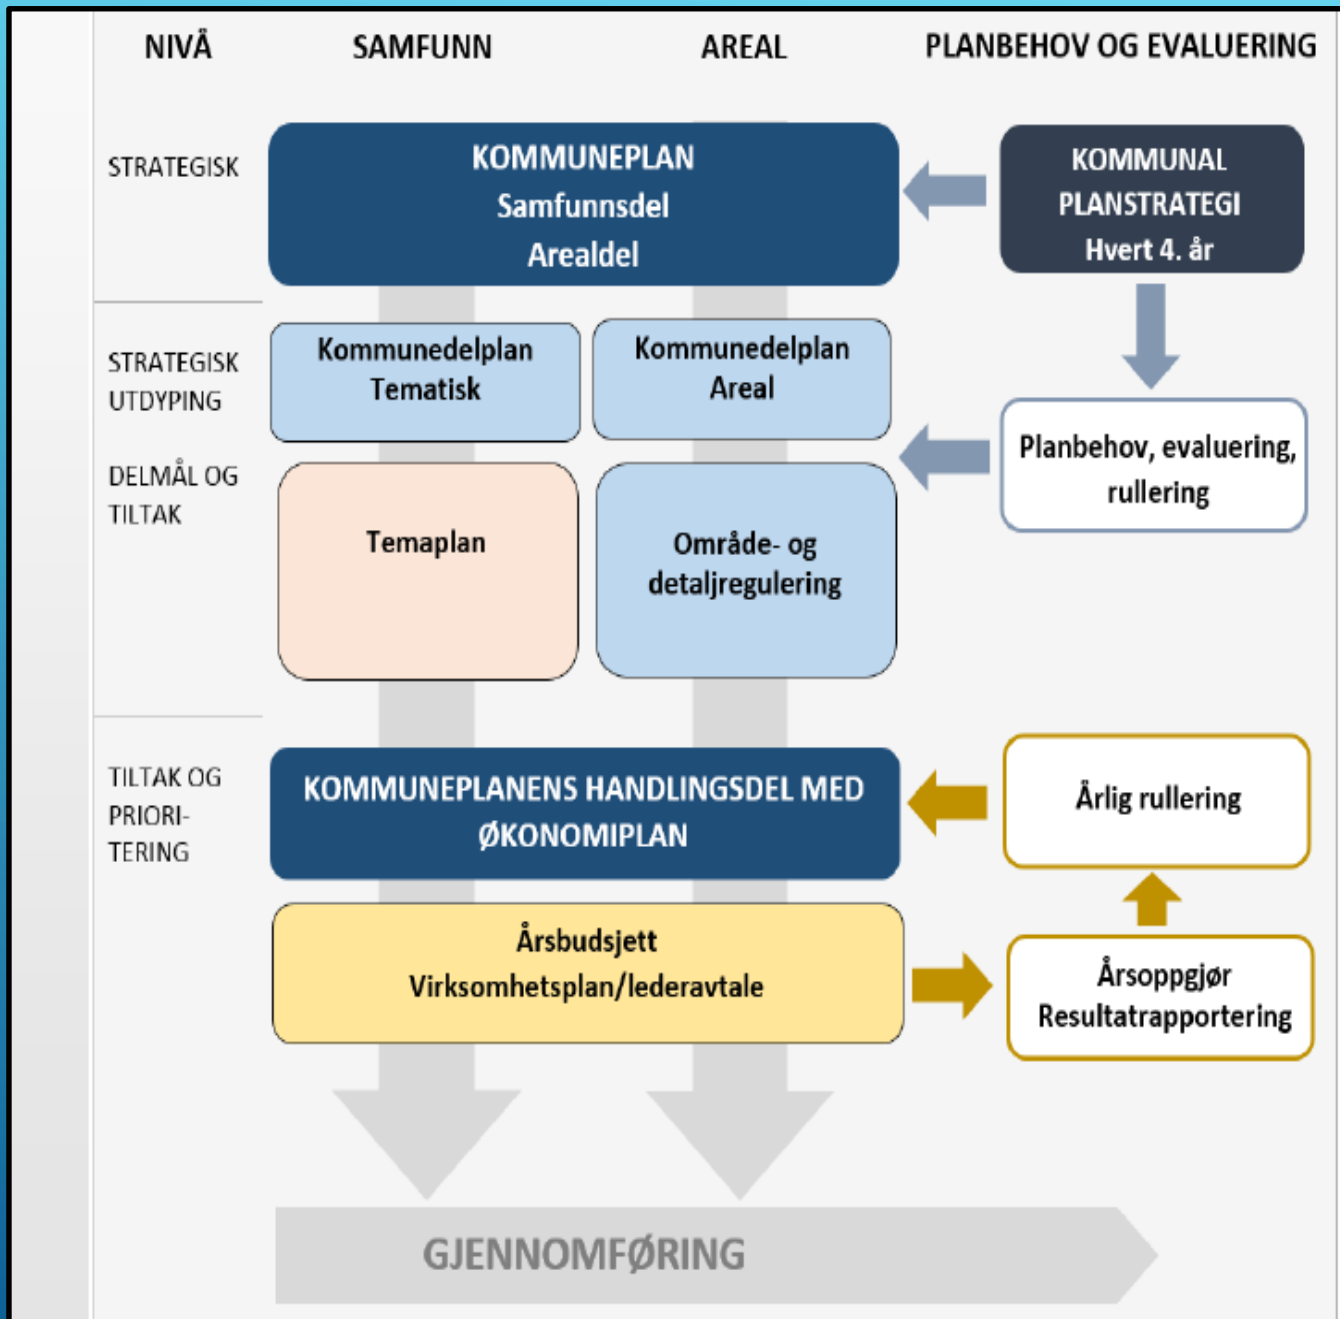 NIVÅ
SAMFUNN
AREAL
PLANBEHOV OG EVALUERING
STRATEGISK
KOMMUNEPLAN
Samfunnsdel
Arealdel
KOMMUNAL
PLANSTRATEGI
Hvert 4. år
STRATEGISK
UTDYPING
Kommunedelplan
Tematisk
Kommunedelplan
Areal
Planbehov, evaluering,
rullering
DELMÅL OG
TILTAK
Temaplan
Område- og
detaljregulering
TILTAK OG
PRIORI-
TERING
KOMMUNEPLANENS HANDLINGSDEL MED
ØKONOMIPLAN
Årlig rullering
Årsbudsjett
Virksomhetsplan/lederavtale
Årsoppgjør
Resultatrapportering
GJENNOMFØRING